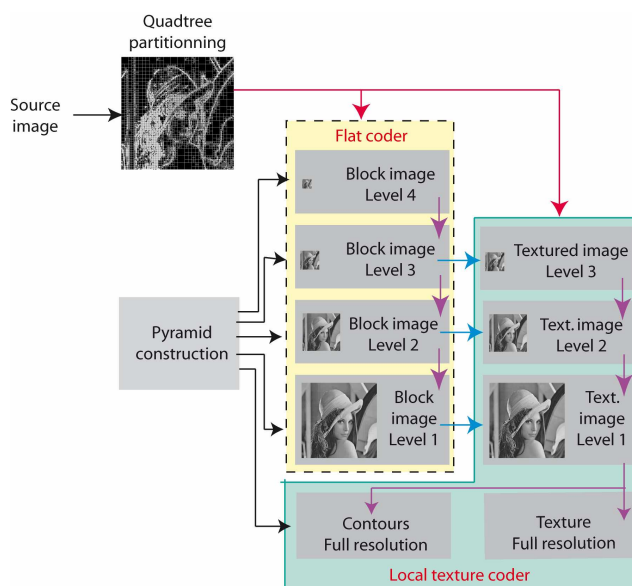 Quadtree
partitionning
Source
image
Flat coder
Block image
Level 4
Block image
Level 3
Textured image
Level 3
Pyramid
construction
Block image
Level 2
Text. image
Level 2
Block
image
Level 1
Text.
image
Level 1
Contours
Full resolution
Texture
Full resolution
Local texture coder